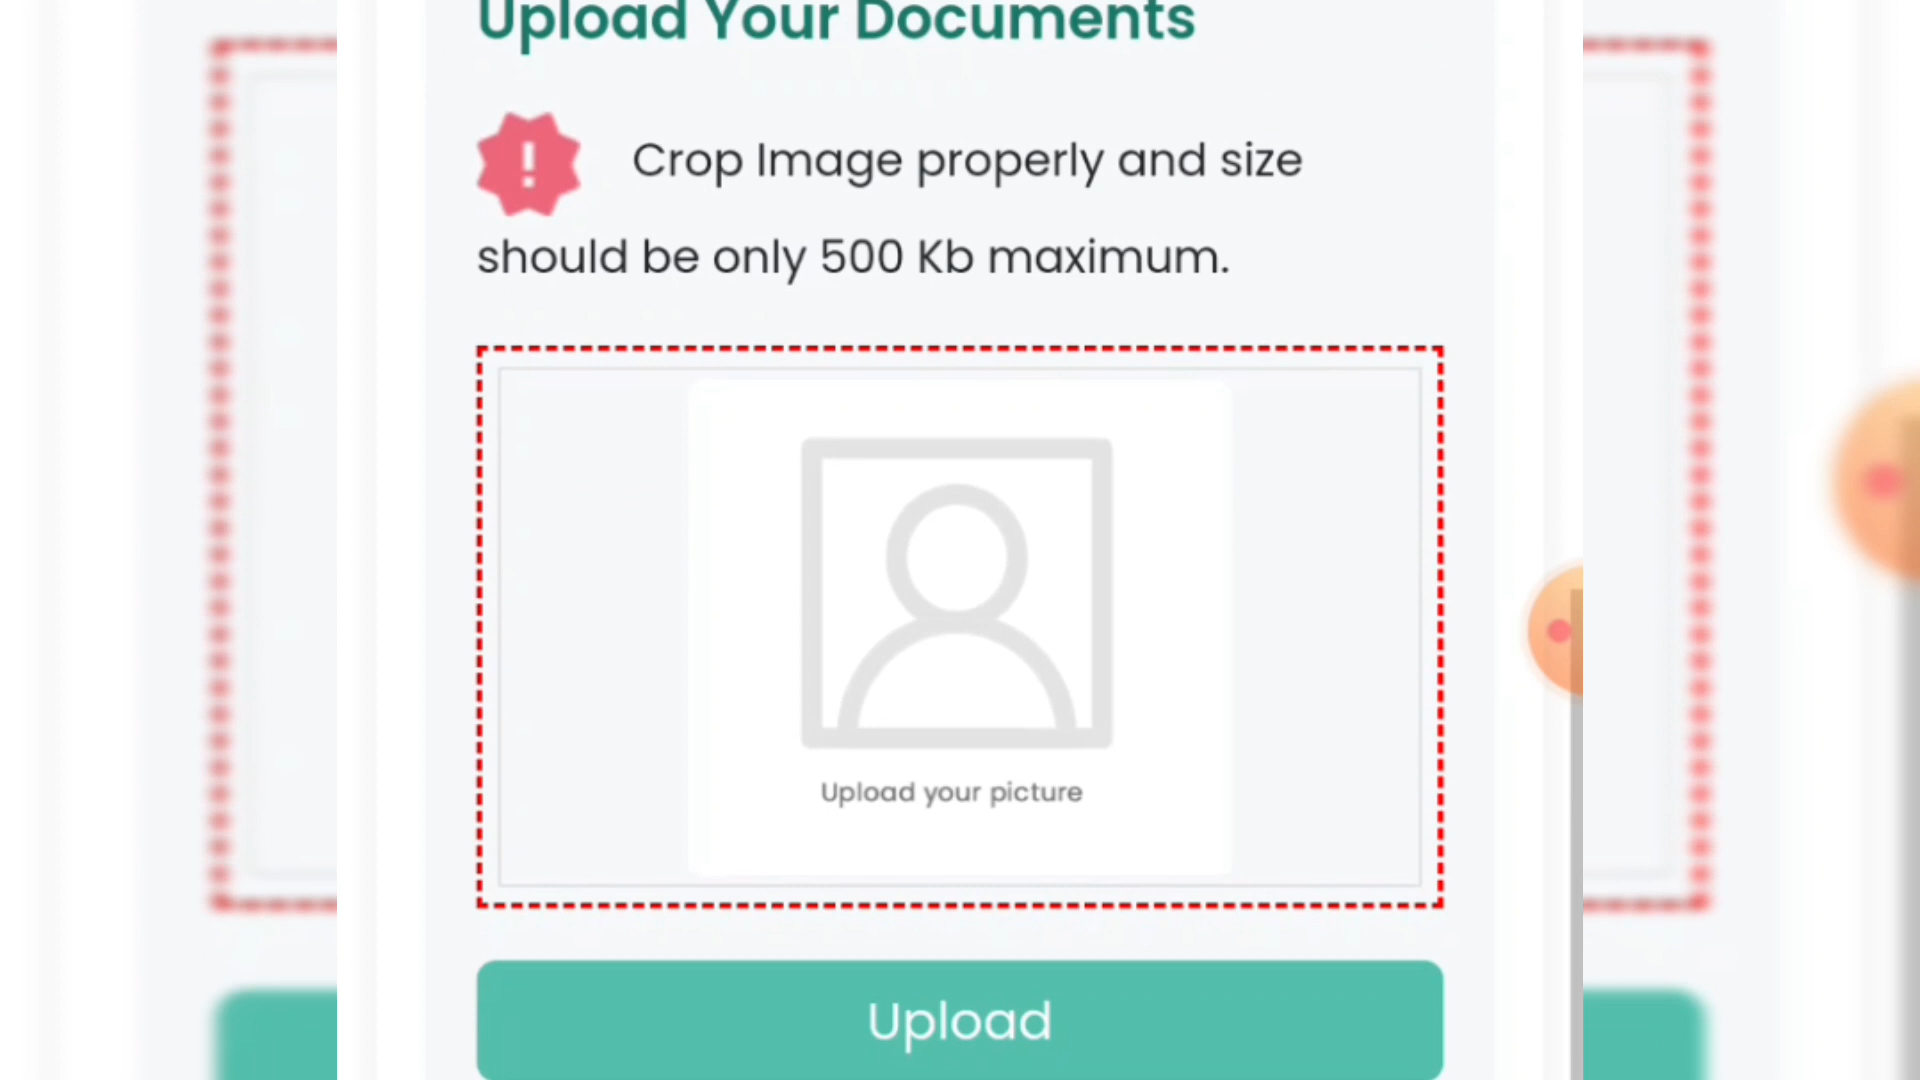 Upload Your Documents
! Crop Image properly and size
should be only 500 Kb maximum.
Upload your picture
Upload